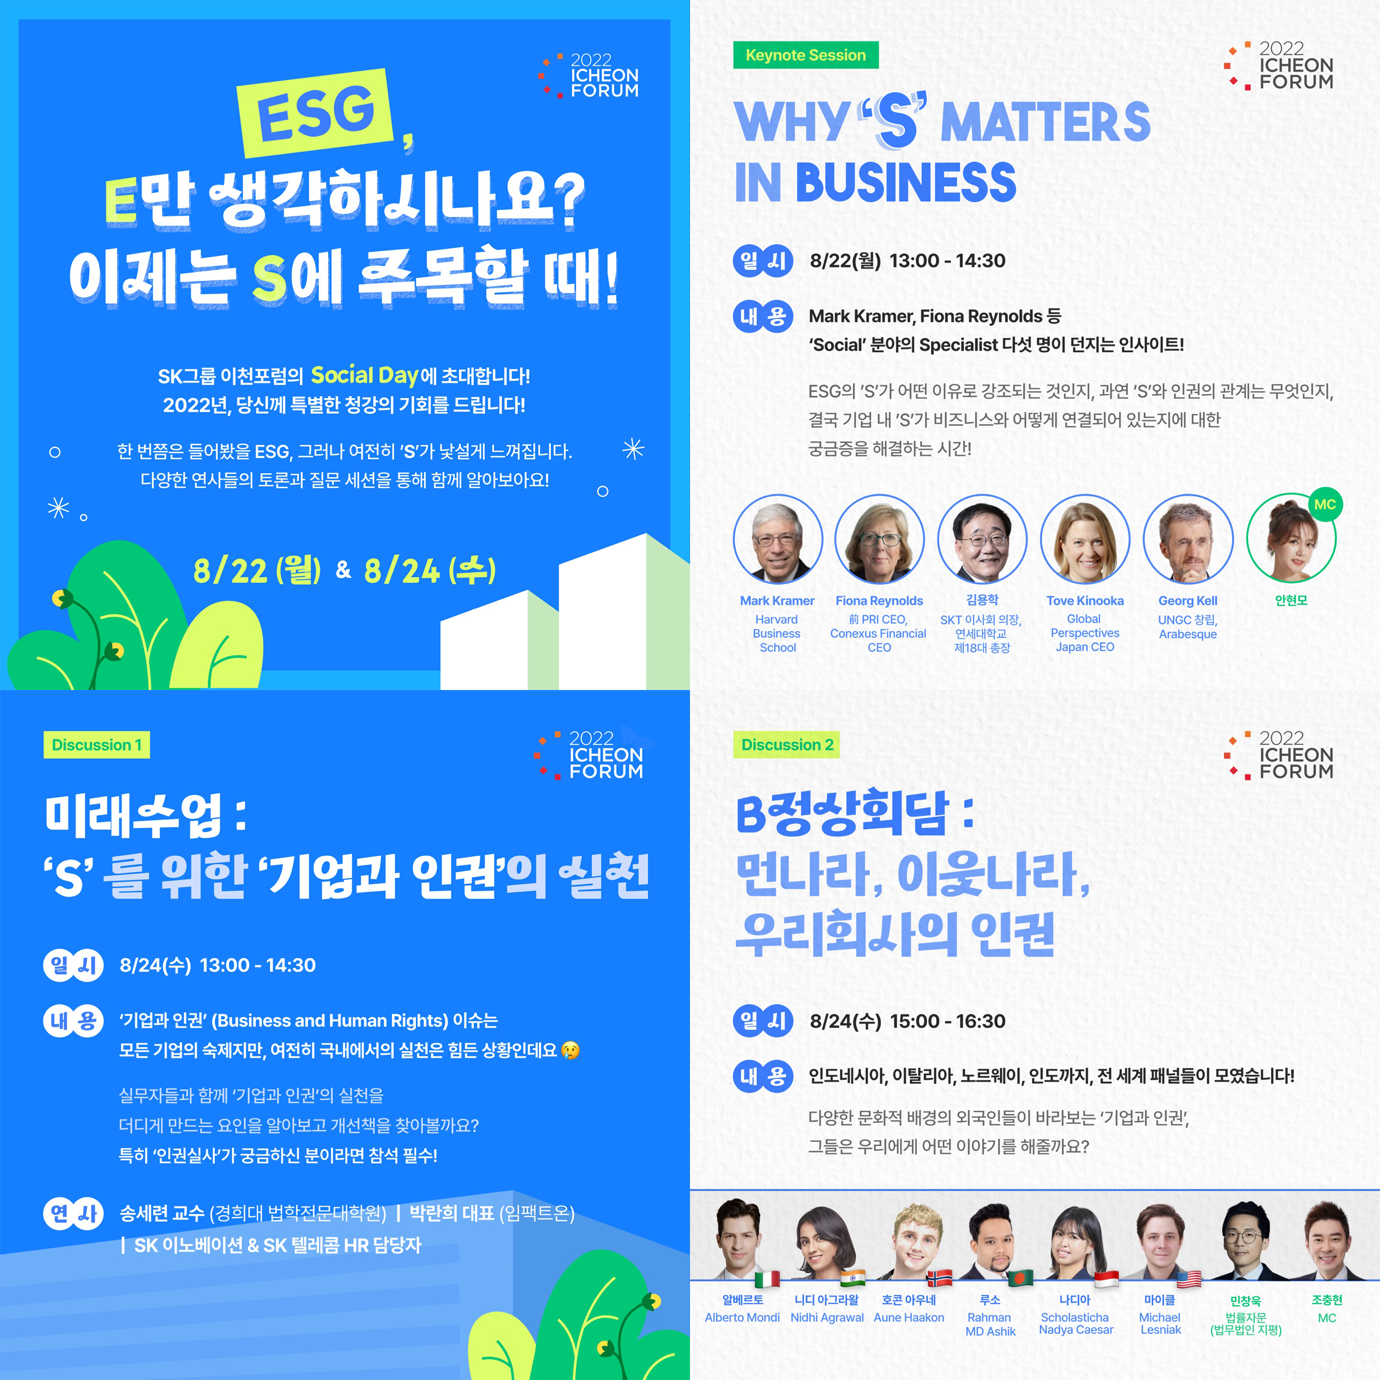 2022
ICHEON
FORUM
ESG,
E만 생각하시나요?
이제는 S에 주목할 때!
SK그룹 이천포럼의 Social Day에 초대합니다!
2022년, 당신께 특별한 청강의 기회를 드립니다!
한 번쯤은 들어봤을 ESG, 그러나 여전히 'S'가 낯설게 느껴집니다.
다양한 연사들의 토론과 질문 세션을 통해 함께 알아보아요!
8/22 (월) & 8/24 (수)
Keynote Session
2022
ICHEON
FORUM
WHY 'S' MATTERS
IN BUSINESS
일시 8/22(월) 13:00 - 14:30
내용 Mark Kramer, Fiona Reynolds 등
'Social' 분야의 Specialist 다섯 명이 던지는 인사이트!
ESG의 'S'가 어떤 이유로 강조되는 것인지, 과연 'S'와 인권의 관계는 무엇인지,
결국 기업 내 'S'가 비즈니스와 어떻게 연결되어 있는지에 대한
궁금증을 해결하는 시간!
MC
Mark Kramer
Harvard
Business
School
Fiona Reynolds
前 PRI CEO,
Conexus Financial
CEO
김용학
SKT 이사회 의장,
연세대학교
제18대 총장
Tove Kinooka
Global
Perspectives
Japan CEO
Georg Kell
UNGC 창립,
Arabesque
안현모
Discussion 1
2022
ICHEON
FORUM
미래수업 :
'S' 를 위한 '기업과 인권'의 실천
일시 8/24(수) 13:00 - 14:30
내용 '기업과 인권' (Business and Human Rights) 이슈는
모든 기업의 숙제지만, 여전히 국내에서의 실천은 힘든 상황인데요 😢
실무자들과 함께 '기업과 인권'의 실천을
더디게 만드는 요인을 알아보고 개선책을 찾아볼까요?
특히 '인권실사'가 궁금하신 분이라면 참석 필수!
연사 송세련 교수 (경희대 법학전문대학원) | 박란희 대표 (임팩트온)
| SK 이노베이션 & SK 텔레콤 HR 담당자
Discussion 2
2022
ICHEON
FORUM
B정상회담 :
먼나라, 이웃나라,
우리회사의 인권
일시 8/24(수) 15:00 - 16:30
내용 인도네시아, 이탈리아, 노르웨이, 인도까지, 전 세계 패널들이 모였습니다!
다양한 문화적 배경의 외국인들이 바라보는 '기업과 인권',
그들은 우리에게 어떤 이야기를 해줄까요?
알베르토
Alberto Mondi
니디 아그라왈
Nidhi Agrawal
호콘 아우네
Aune Haakon
루소
Rahman
MD Ashik
나디아
Scholasticha
Nadya Caesar
마이클
Michael
Lesniak
민창욱
법률자문
(법무법인 지평)
조충현
MC